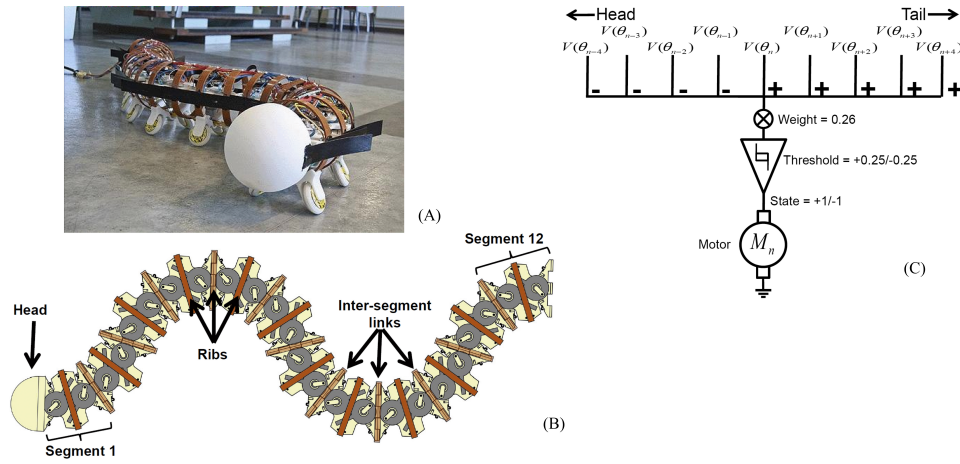 (A)
Head
Segment 1
Ribs
Inter-segment
links
Segment 12
(B)
Head
Tail
V(θn-4)
V(θn-3)
V(θn-2)
V(θn-1)
V(θn)
V(θn+1)
V(θn+2)
V(θn+3)
V(θn+4)
- - - - + + + + +
Weight = 0.26
Threshold = +0.25/-0.25
State = +1/-1
Motor
Mn
(C)